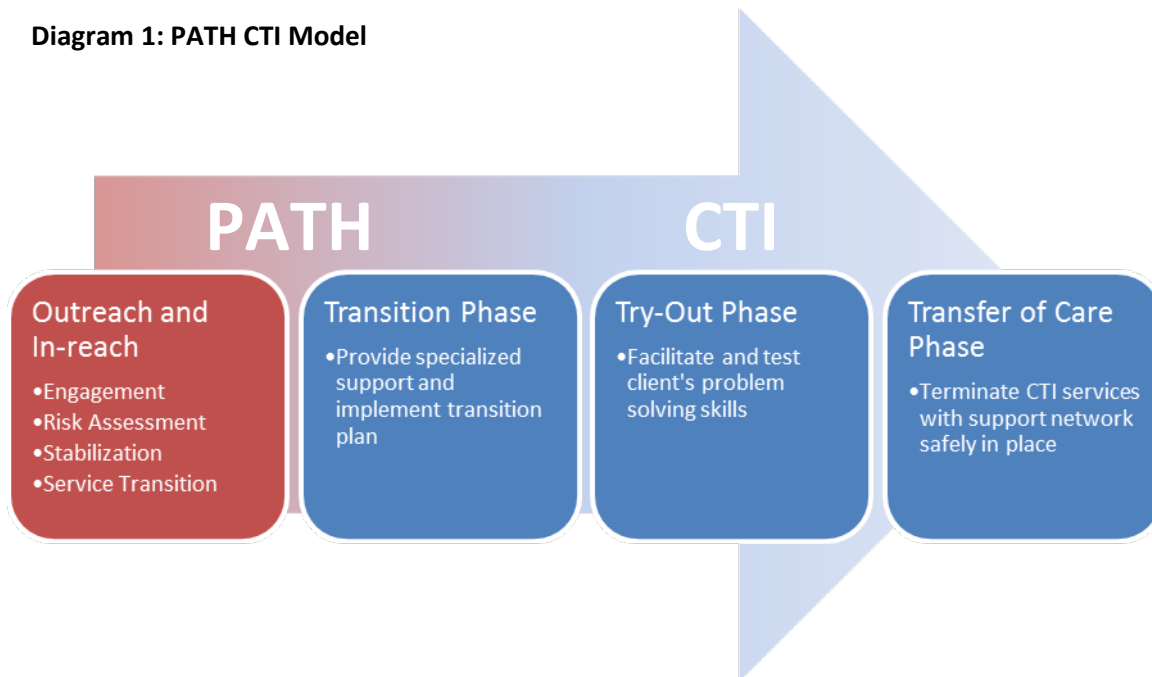 Diagram 1: PATH CTI Model
PATH
CTI
Outreach and
In-reach
•Engagement
•Risk Assessment
•Stabilization
•Service Transition
Transition Phase
•Provide specialized
support and
implement transition
plan
Try-Out Phase
•Facilitate and test
client's problem
solving skills
Transfer of Care
Phase
•Terminate CTI services
with support network
safely in place